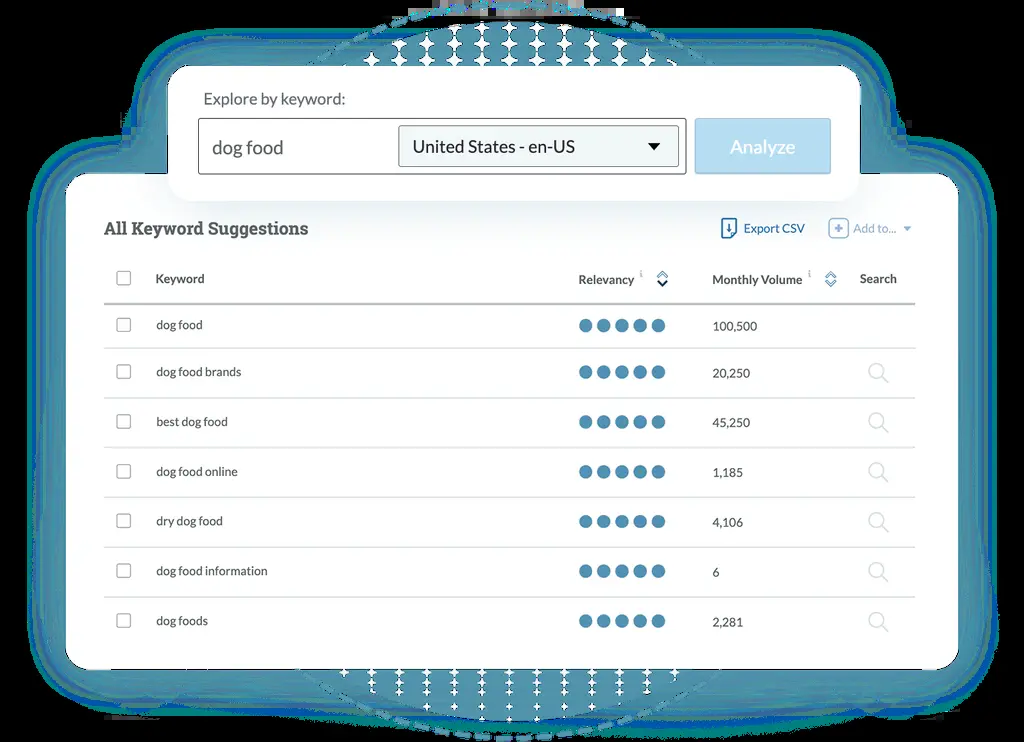 Explore by keyword:
dog food United States - en-US Analyze
All Keyword Suggestions Export CSV Add to...
Keyword Relevancy i Monthly Volume i Search
dog food 100,500
dog food brands 20,250
best dog food 45,250
dog food online 1,185
dry dog food 4,106
dog food information 6
dog foods 2,281